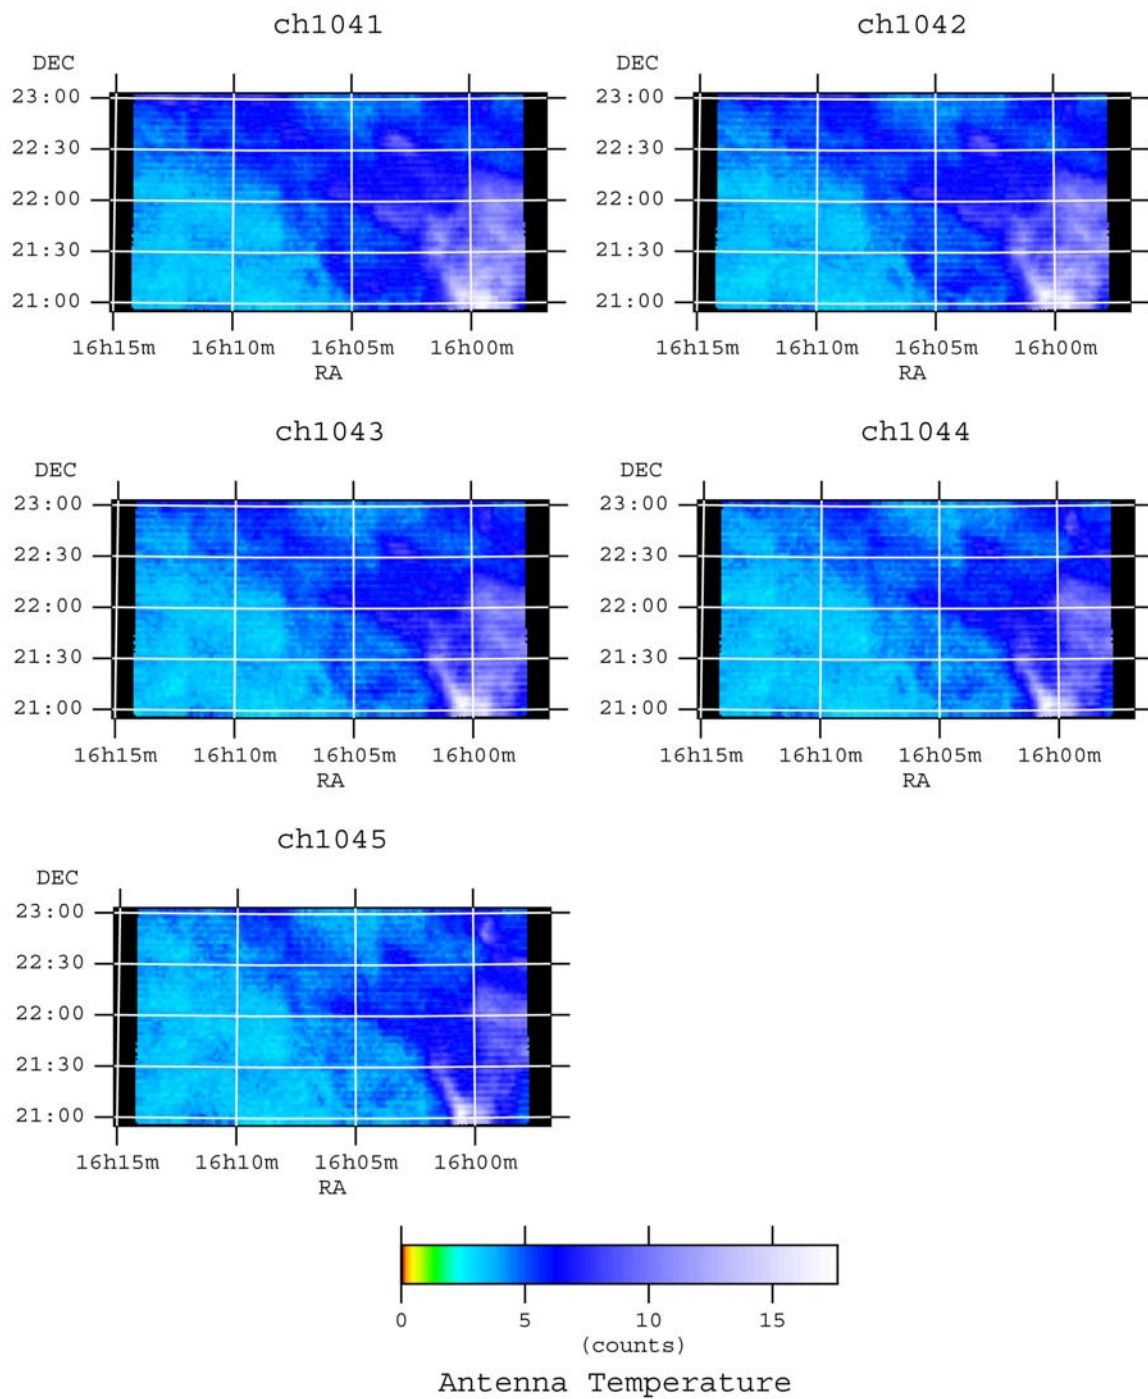 ch1041 ch1042
DEC DEC
23:00 23:00
22:30 22:30
22:00 22:00
21:30 21:30
21:00 21:00
16h15m 16h10m 16h05m 16h00m 16h15m 16h10m 16h05m 16h00m
RA RA
ch1043 ch1044
DEC DEC
23:00 23:00
22:30 22:30
22:00 22:00
21:30 21:30
21:00 21:00
16h15m 16h10m 16h05m 16h00m 16h15m 16h10m 16h05m 16h00m
RA RA
ch1045
DEC
23:00
22:30
22:00
21:30
21:00
16h15m 16h10m 16h05m 16h00m
RA
0 5 10 15
(counts)
Antenna Temperature